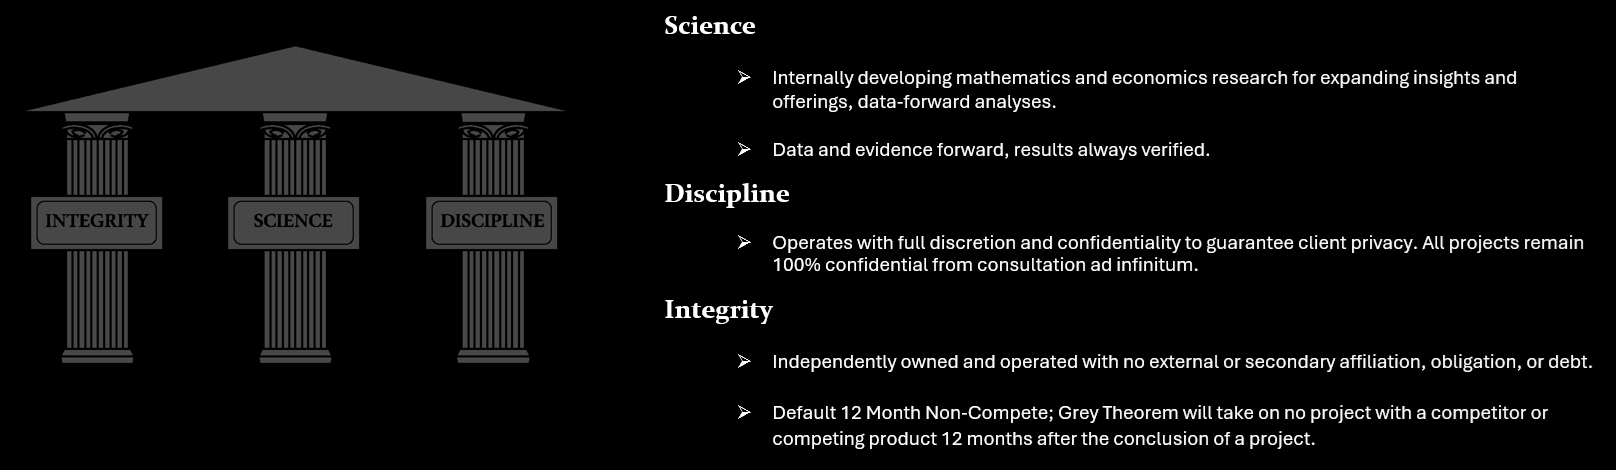 INTEGRITY
SCIENCE
DISCIPLINE
Science
Internally developing mathematics and economics research for expanding insights and
offerings, data-forward analyses.
Data and evidence forward, results always verified.
Discipline
Operates with full discretion and confidentiality to guarantee client privacy. All projects remain
100% confidential from consultation ad infinitum.
Integrity
Independently owned and operated with no external or secondary affiliation, obligation, or debt.
Default 12 Month Non-Compete; Grey Theorem will take on no project with a competitor or
competing product 12 months after the conclusion of a project.